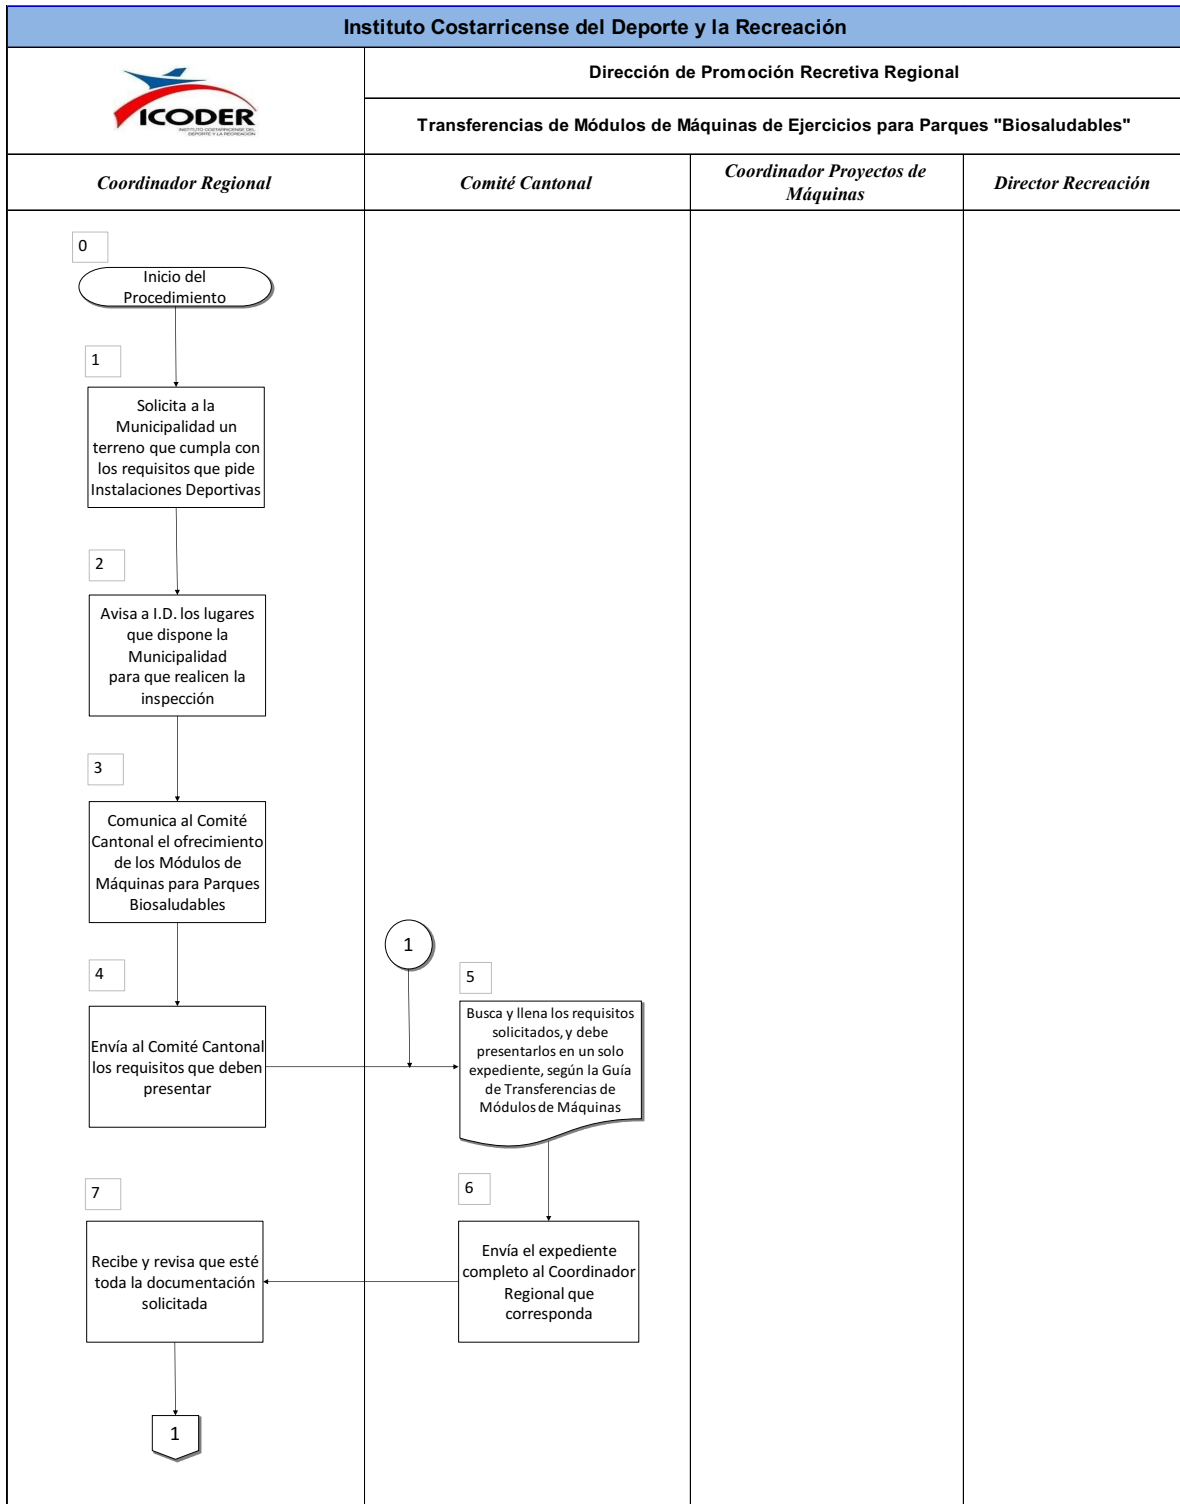 Instituto Costarricense del Deporte y la Recreación
ICODER
INSTITUTO COSTARRICENSE DEL
DEPORTE Y LA RECREACIÓN
Dirección de Promoción Recretiva Regional
Transferencias de Módulos de Máquinas de Ejercicios para Parques "Biosaludables"
Coordinador Regional
Comité Cantonal
Coordinador Proyectos de
Máquinas
Director Recreación
0
Inicio del
Procedimiento
1
Solicita a la
Municipalidad un
terreno que cumpla con
los requisitos que pide
Instalaciones Deportivas
2
Avisa a I.D. los lugares
que dispone la
Municipalidad
para que realicen la
inspección
3
Comunica al Comité
Cantonal el ofrecimiento
de los Módulos de
Máquinas para Parques
Biosaludables
1
4
Envía al Comité Cantonal
los requisitos que deben
presentar
5
Busca y llena los requisitos
solicitados, y debe
presentarlos en un solo
expediente, según la Guía
de Transferencias de
Módulos de Máquinas
6
Envía el expediente
completo al Coordinador
Regional que
corresponda
7
Recibe y revisa que esté
toda la documentación
solicitada
1